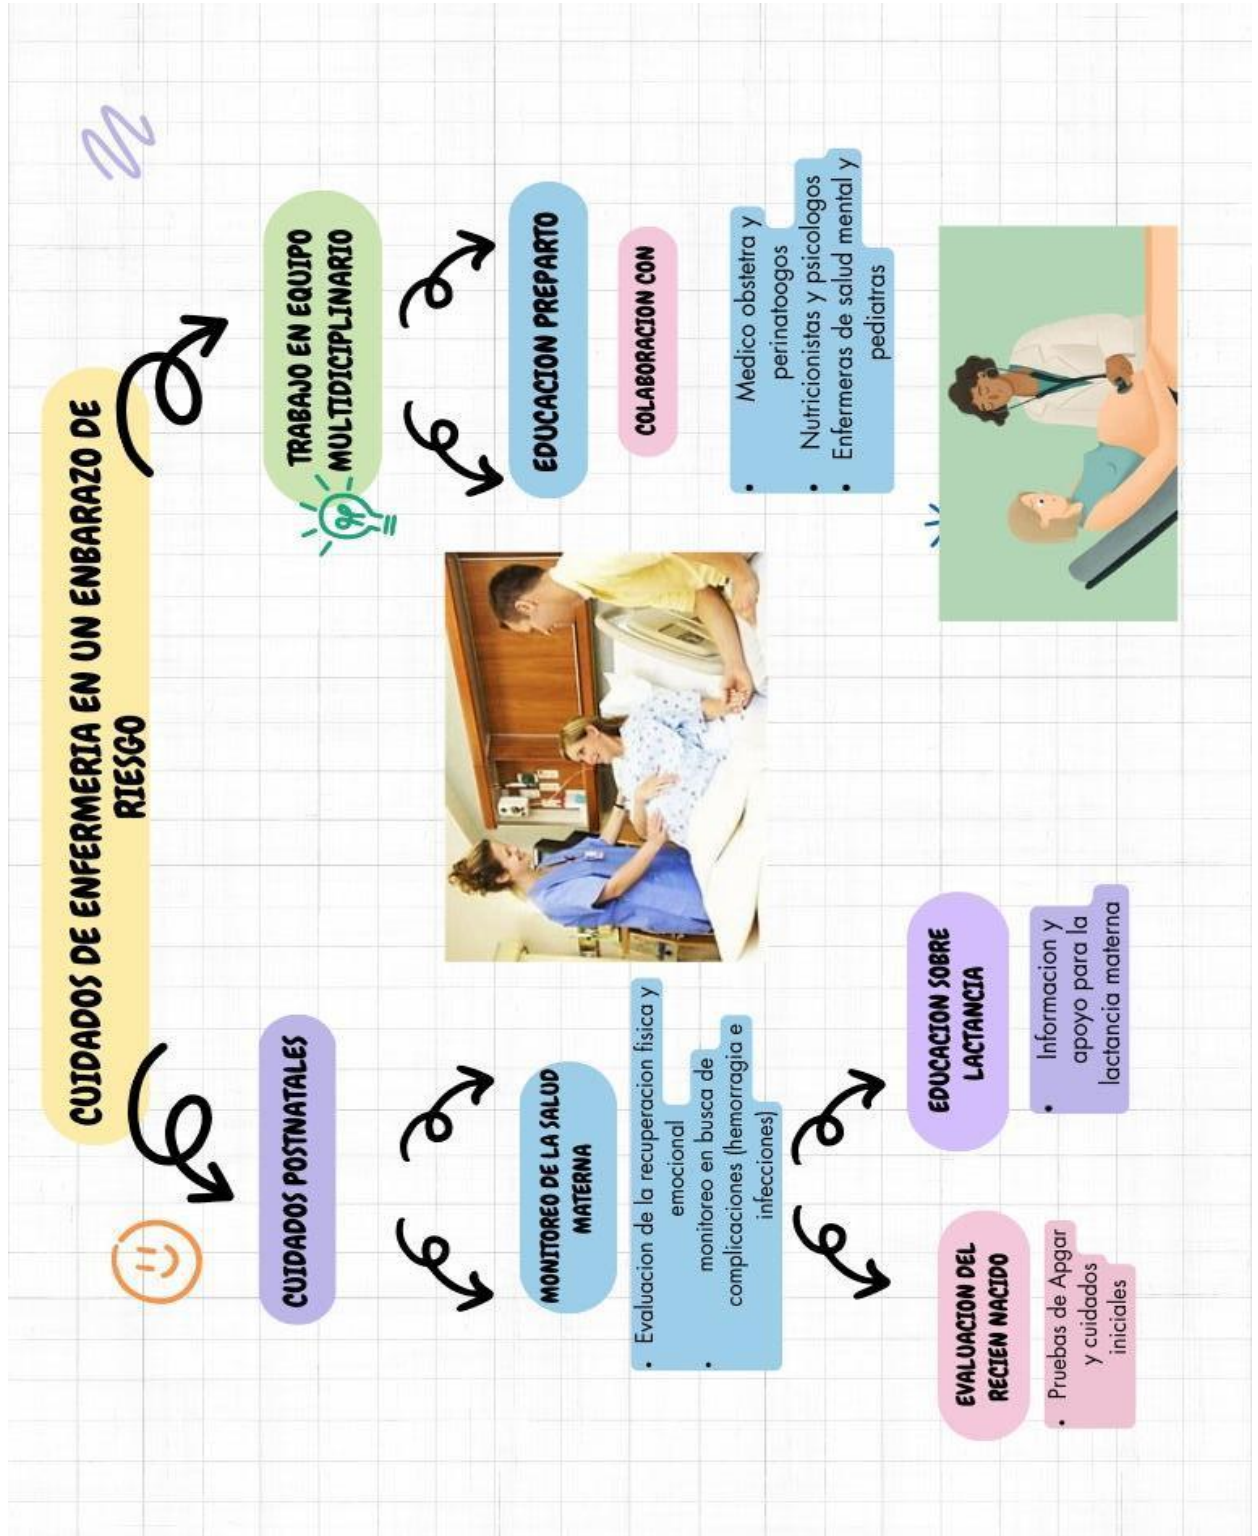 CUIDADOS DE ENFERMERIA EN UN ENBARAZO DE
RIESGO
CUIDADOS POSTNATALES
MONITOREO DE LA SALUD
MATERNA
• Evaluacion de la recuperacion fisica y
emocional
• monitoreo en busca de
complicaciones (hemorragia e
infecciones)
EVALUACION DEL
RECIEN NACIDO
• Pruebas de Apgar
y cuidados
iniciales
EDUCACION SOBRE
LACTANCIA
• Informacion y
apoyo para la
lactancia materna
TRABAJO EN EQUIPO
MULTIDICIPLINARIO
EDUCACION PREPARTO
COLABORACION CON
• Medico obstetra y
perinatoogos
• Nutricionistas y psicologos
• Enfermeras de salud mental y
pediatras